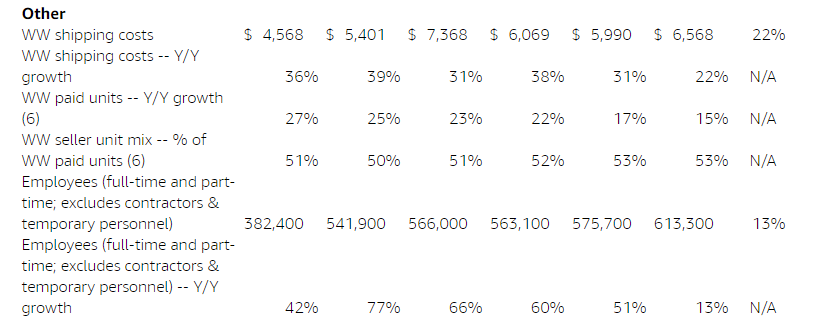 Other
WW shipping costs $ 4,568 $ 5,401 $ 7,368 $ 6,069 $ 5,990 $ 6,568 22%
WW shipping costs -- Y/Y
growth 36% 39% 31% 38% 31% 22% N/A
WW paid units -- Y/Y growth
(6) 27% 25% 23% 22% 17% 15% N/A
WW seller unit mix -- % of
WW paid units (6) 51% 50% 51% 52% 53% 53% N/A
Employees (full-time and part-
time; excludes contractors &
temporary personnel) 382,400 541,900 566,000 563,100 575,700 613,300 13%
Employees (full-time and part-
time; excludes contractors &
temporary personnel) -- Y/Y
growth 42% 77% 66% 60% 51% 13% N/A